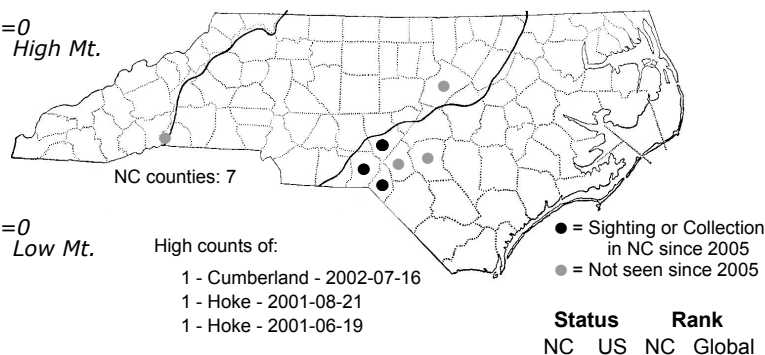 =0
High Mt.
NC counties: 7
=0
Low Mt.
High counts of:
1 - Cumberland - 2002-07-16
1 - Hoke - 2001-08-21
1 - Hoke - 2001-06-19
● = Sighting or Collection
in NC since 2005
● = Not seen since 2005
Status Rank
NC US NC Global